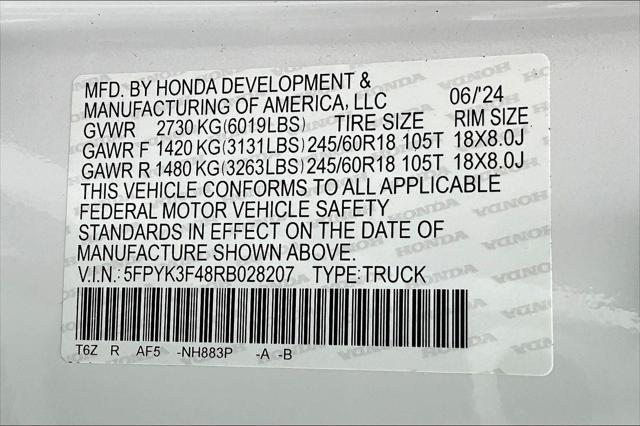 MFD. BY HONDA DEVELOPMENT &
MANUFACTURING OF AMERICA, LLC 06/'24
GVWR 2730 KG(6019LBS) TIRE SIZE RIM SIZE
GAWR F 1420 KG(3131LBS) 245/60R18 105T 18X8.0J
GAWR R 1480 KG(3263LBS) 245/60R18 105T 18X8.0J
THIS VEHICLE CONFORMS TO ALL APPLICABLE
FEDERAL MOTOR VEHICLE SAFETY
STANDARDS IN EFFECT ON THE DATE OF
MANUFACTURE SHOWN ABOVE.
V.I.N.: 5FPYK3F48RB028207 TYPE: TRUCK
T6Z R AF5 -NH883P -A -B